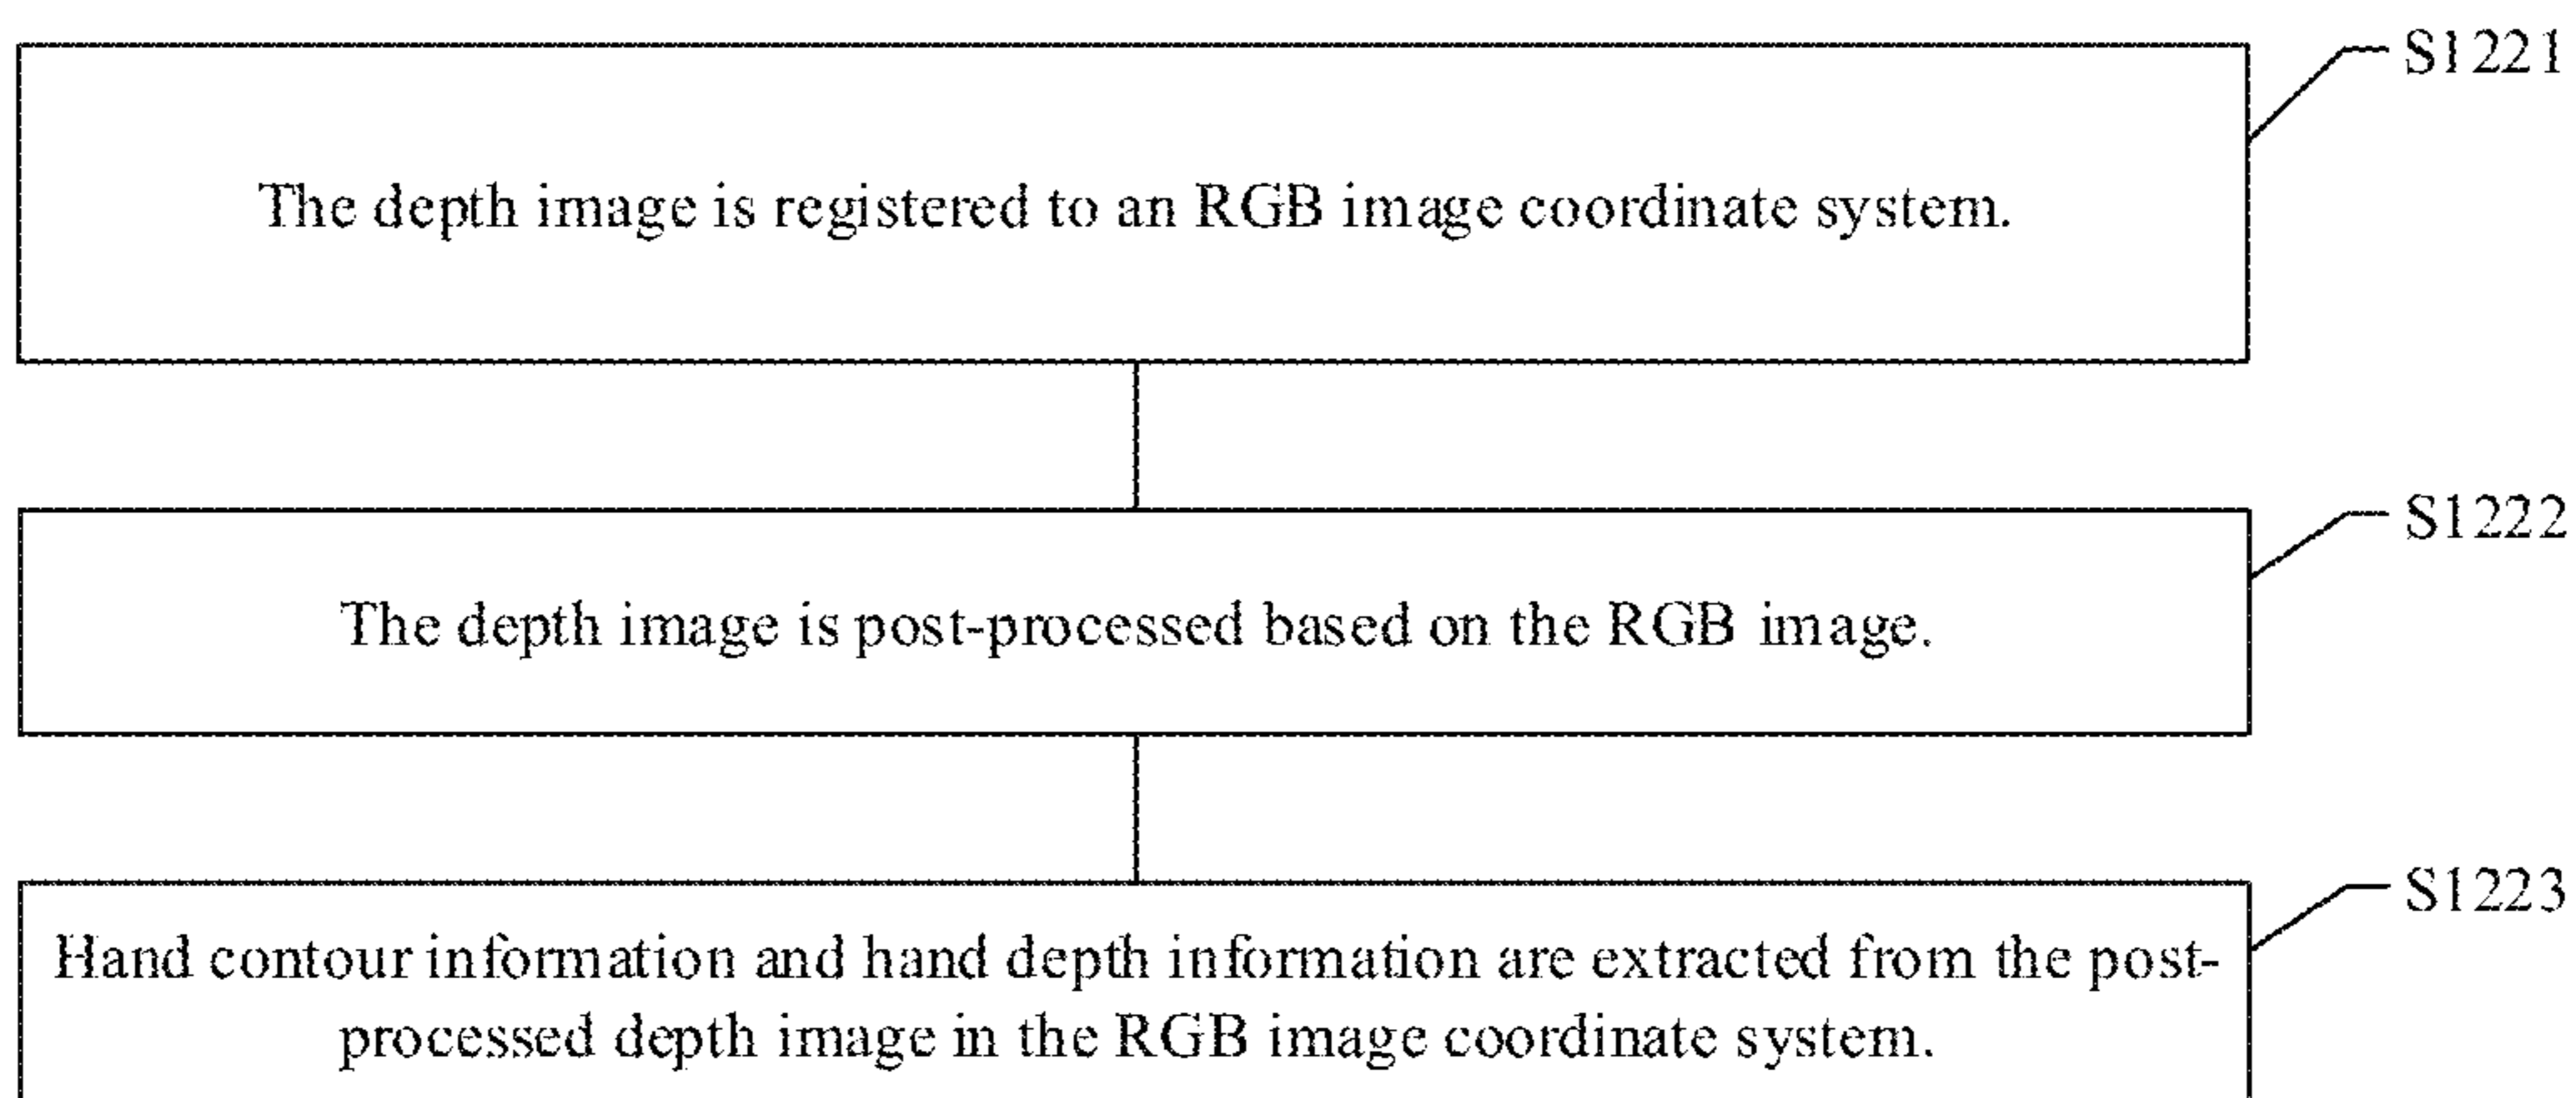 S1221
The depth image is registered to an RGB image coordinate system.
S1222
The depth image is post-processed based on the RGB image.
S1223
Hand contour information and hand depth information are extracted from the post-
processed depth image in the RGB image coordinate system.